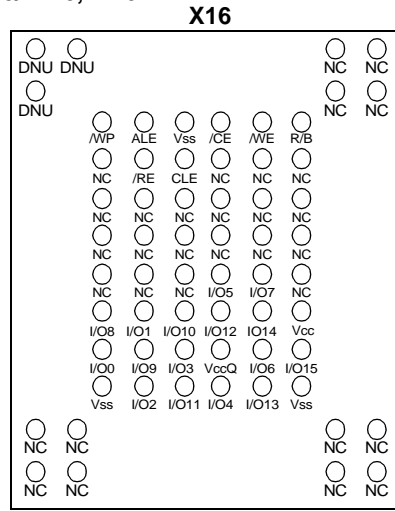 X16
DNU DNU NC NC
DNU NC NC
/WP ALE Vss /CE /WE R/B
NC /RE CLE NC NC NC
NC NC NC NC NC NC
NC NC NC NC NC NC
NC NC NC I/O5 I/O7 NC
I/O8 I/O1 I/O10 I/O12 IO14 Vcc
I/O0 I/O9 I/O3 VccQ I/O6 I/O15
Vss I/O2 I/O11 I/O4 I/O13 Vss
NC NC NC NC
NC NC NC NC